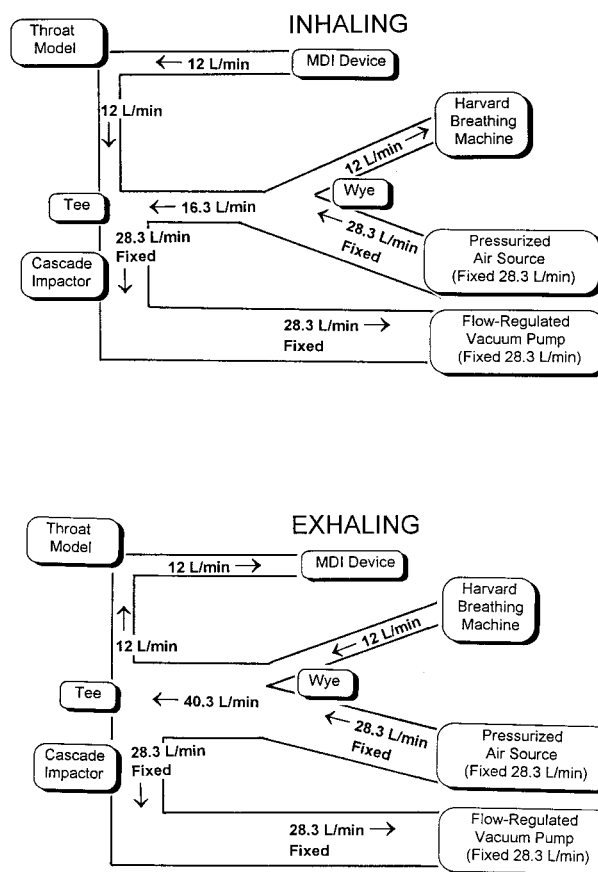 INHALING
Throat
Model
← 12 L/min
MDI Device
12 L/min
↓
Harvard
Breathing
Machine
12 L/min →
Wye
Tee
← 16.3 L/min
28.3 L/min
Fixed
↓
← 28.3 L/min
Fixed
Cascade
Impactor
Pressurized
Air Source
(Fixed 28.3 L/min)
28.3 L/min →
Fixed
Flow-Regulated
Vacuum Pump
(Fixed 28.3 L/min)
EXHALING
Throat
Model
12 L/min →
MDI Device
↑
12 L/min
Harvard
Breathing
Machine
← 12 L/min
Wye
Tee
← 40.3 L/min
← 28.3 L/min
Fixed
Cascade
Impactor
28.3 L/min
Fixed
↓
Pressurized
Air Source
(Fixed 28.3 L/min)
28.3 L/min →
Fixed
Flow-Regulated
Vacuum Pump
(Fixed 28.3 L/min)